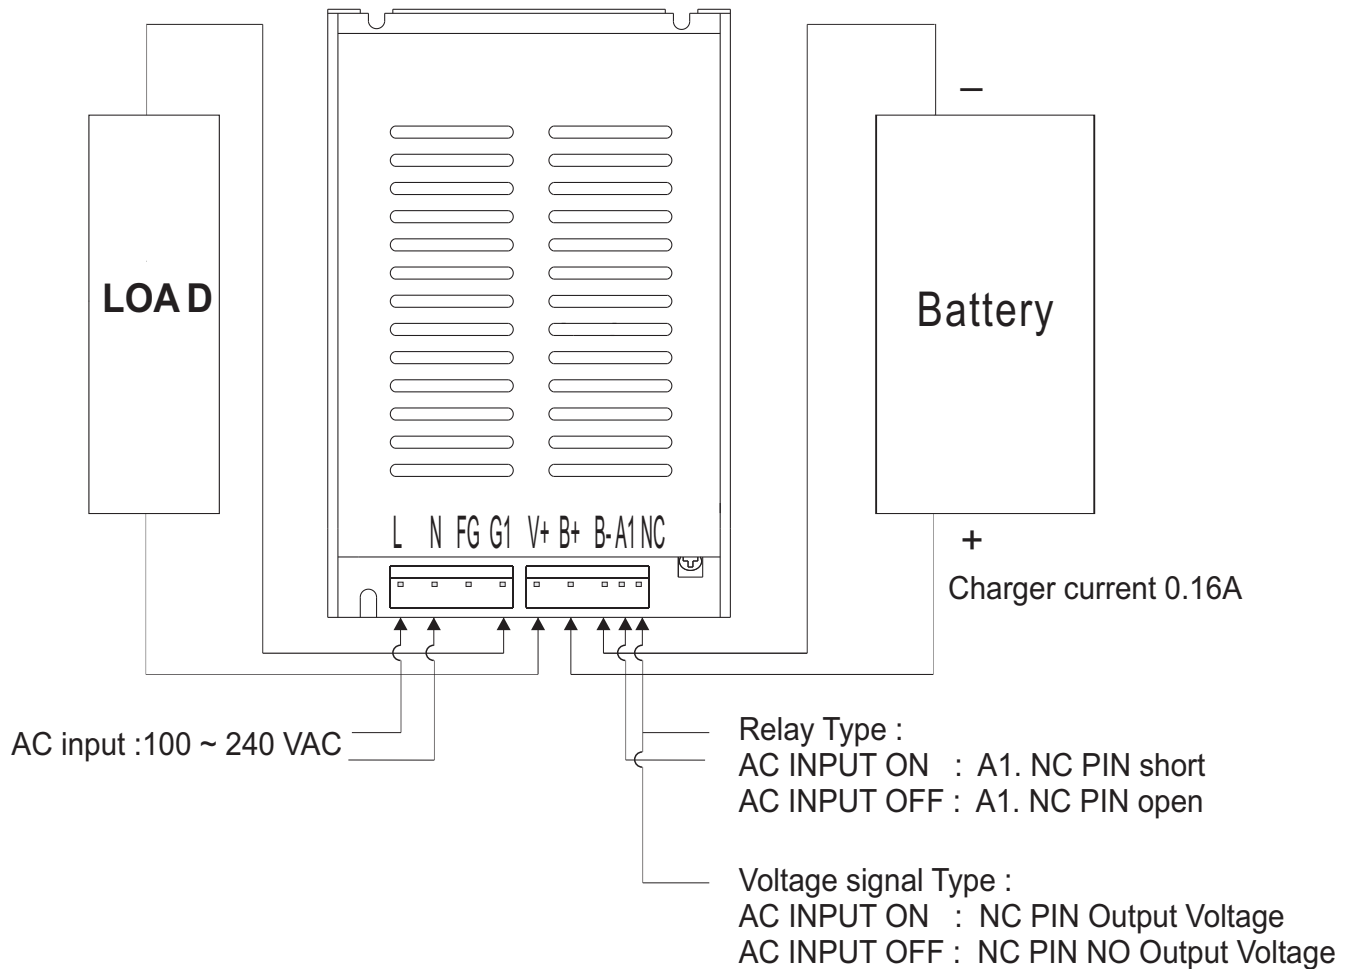 –
LOAD
Battery
L N FG G1 V+ B+ B- A1 NC
+
Charger current 0.16A
AC input :100 ~ 240 VAC
Relay Type :
AC INPUT ON : A1. NC PIN short
AC INPUT OFF : A1. NC PIN open
Voltage signal Type :
AC INPUT ON : NC PIN Output Voltage
AC INPUT OFF : NC PIN NO Output Voltage